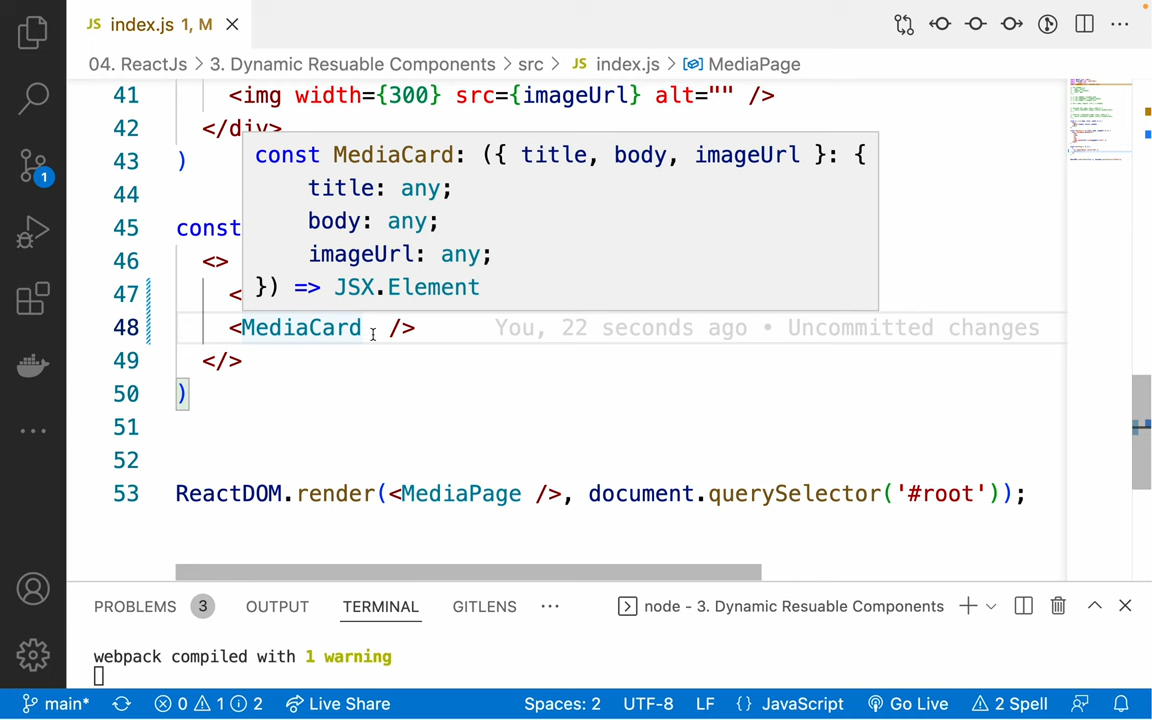 JS index.js 1, M
04. ReactJs > 3. Dynamic Resuable Components > src > JS index.js > MediaPage
41 <img width={300} src={imageUrl} alt="" />
42 </div>
43 )
44
const MediaCard: ({ title, body, imageUrl }: {
title: any;
body: any;
imageUrl: any;
}) => JSX.Element
45 const
46 <>
47 <
48 <MediaCard /> You, 22 seconds ago • Uncommitted changes
49 </>
50 )
51
52
53 ReactDOM.render(<MediaPage />, document.querySelector('#root'));
1
PROBLEMS 3 OUTPUT TERMINAL GITLENS ··· node - 3. Dynamic Resuable Components
webpack compiled with 1 warning
main* 0 1 2 Live Share Spaces: 2 UTF-8 LF {} JavaScript Go Live 2 Spell